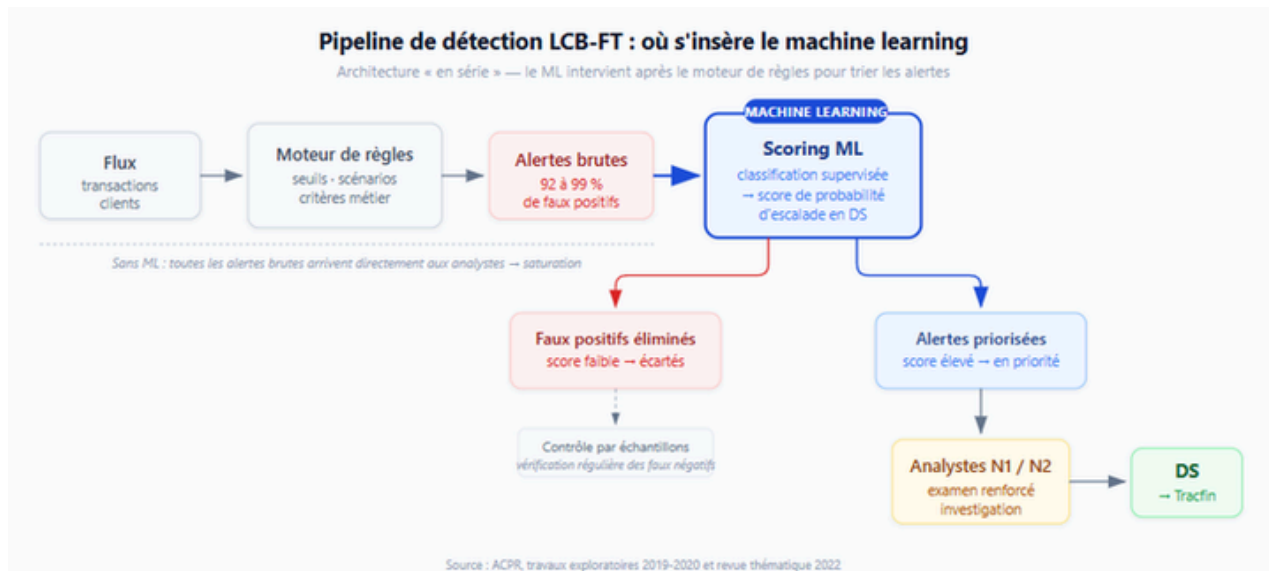 Pipeline de détection LCB-FT : où s'insère le machine learning
Architecture « en série » — le ML intervient après le moteur de règles pour trier les alertes
Flux
transactions
clients
Moteur de règles
seuils · scénarios
critères métier
Alertes brutes
92 à 99 %
de faux positifs
MACHINE LEARNING
Scoring ML
classification supervisée
→ score de probabilité
d'escalade en DS
Sans ML : toutes les alertes brutes arrivent directement aux analystes → saturation
Faux positifs éliminés
score faible → écartés
Alertes priorisées
score élevé → en priorité
Contrôle par échantillons
vérification régulière des faux négatifs
Analystes N1 / N2
examen renforcé
investigation
DS
→ Tracfin
Source : ACPR, travaux exploratoires 2019-2020 et revue thématique 2022